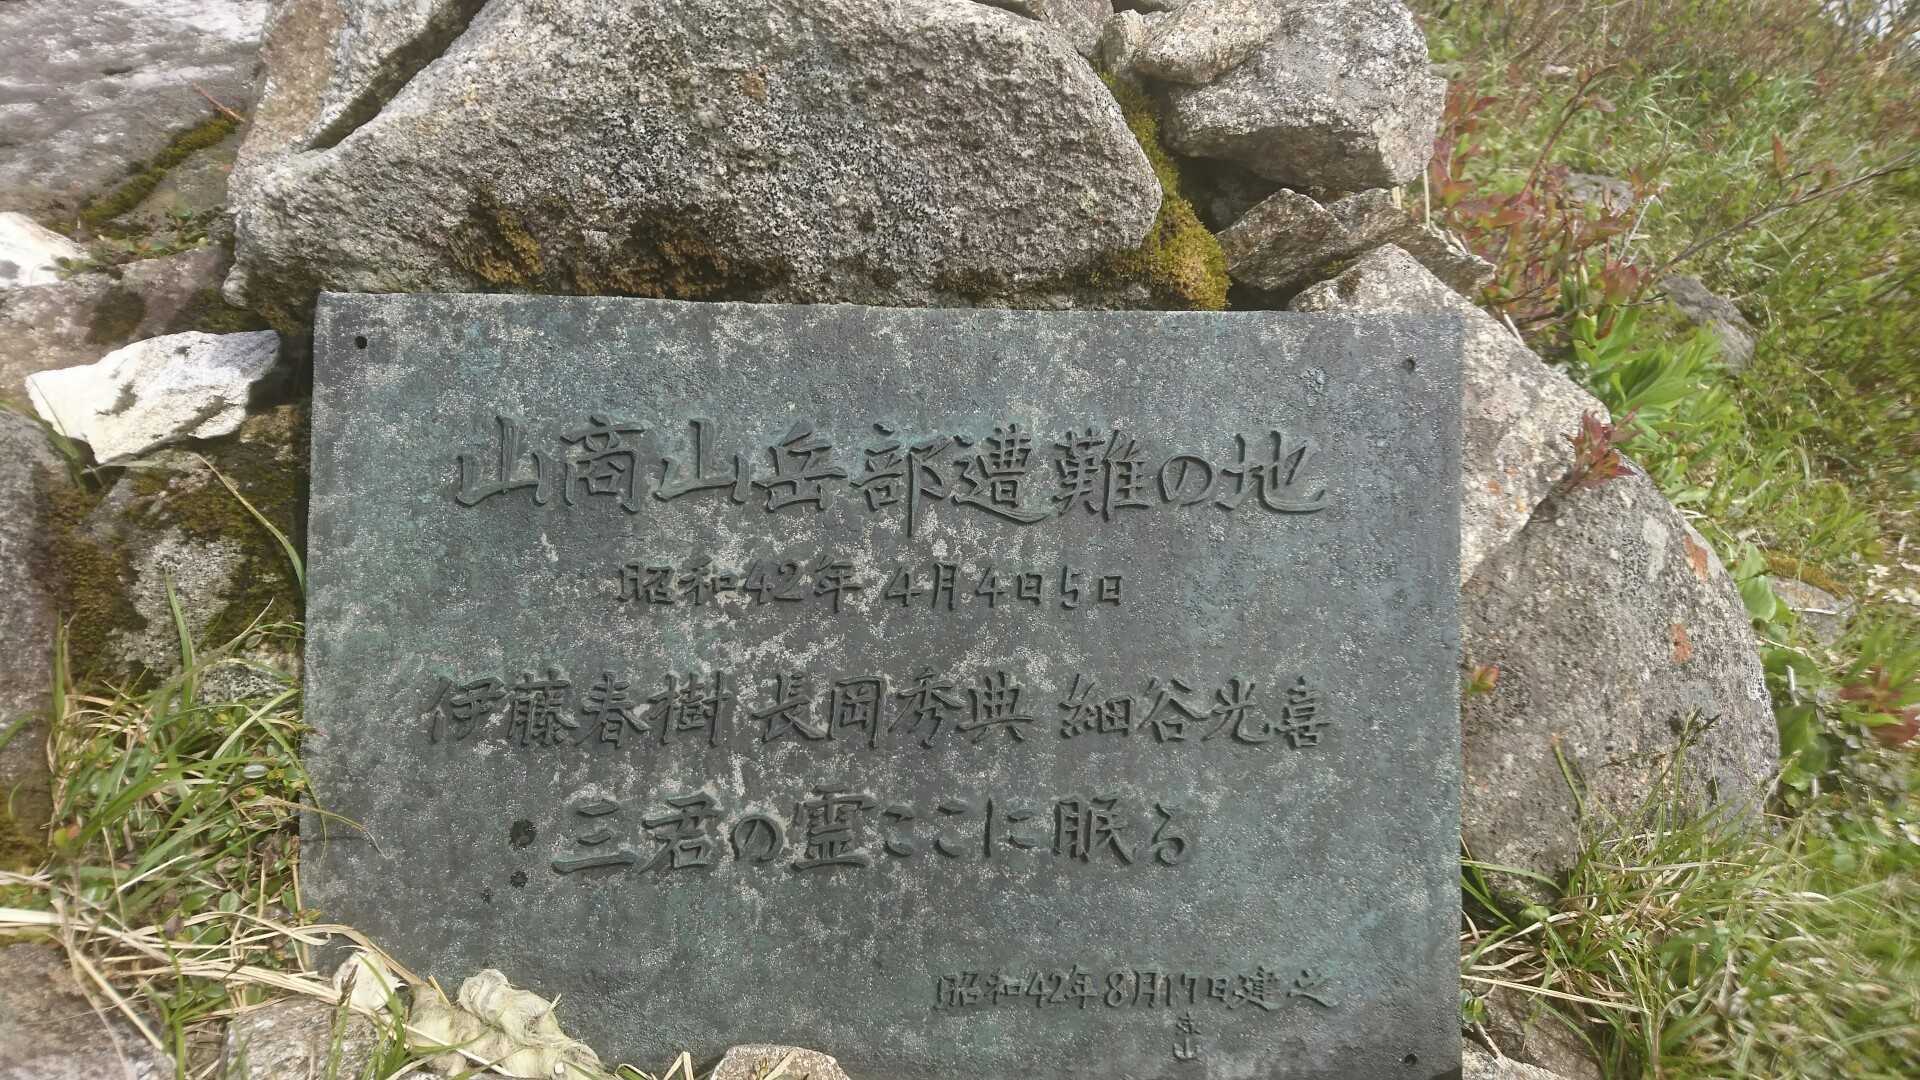 山商山岳部遭難の地
昭和42年 4月4日5日
伊藤春樹 長岡秀典 細谷光喜
三君の霊ここに眠る
昭和42年8月17日建之